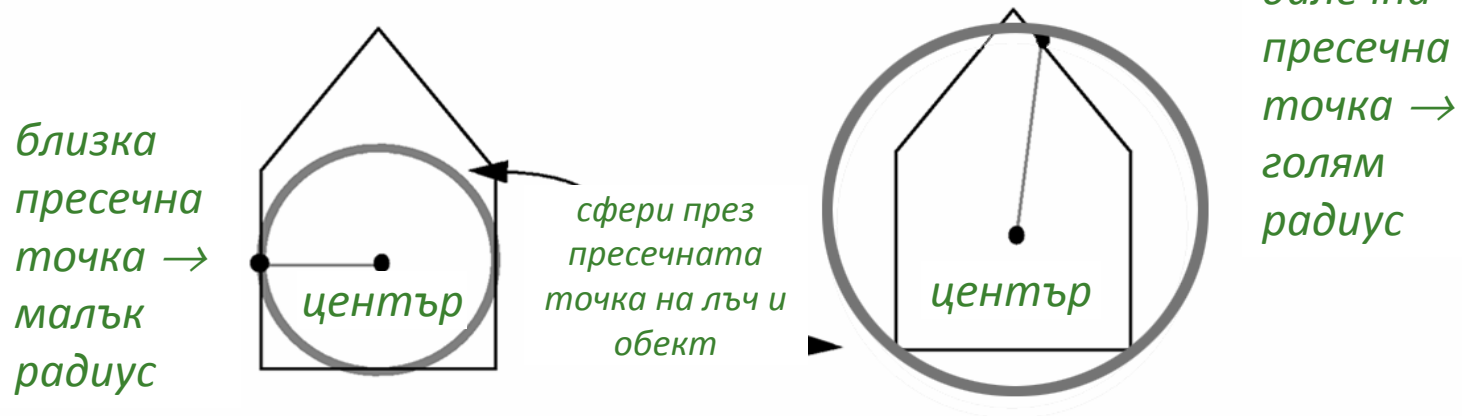 близка
пресечна
точка →
малък
радиус
център
сфери през
пресечната
точка на лъч и
обект
център
пресечна
точка →
голям
радиус